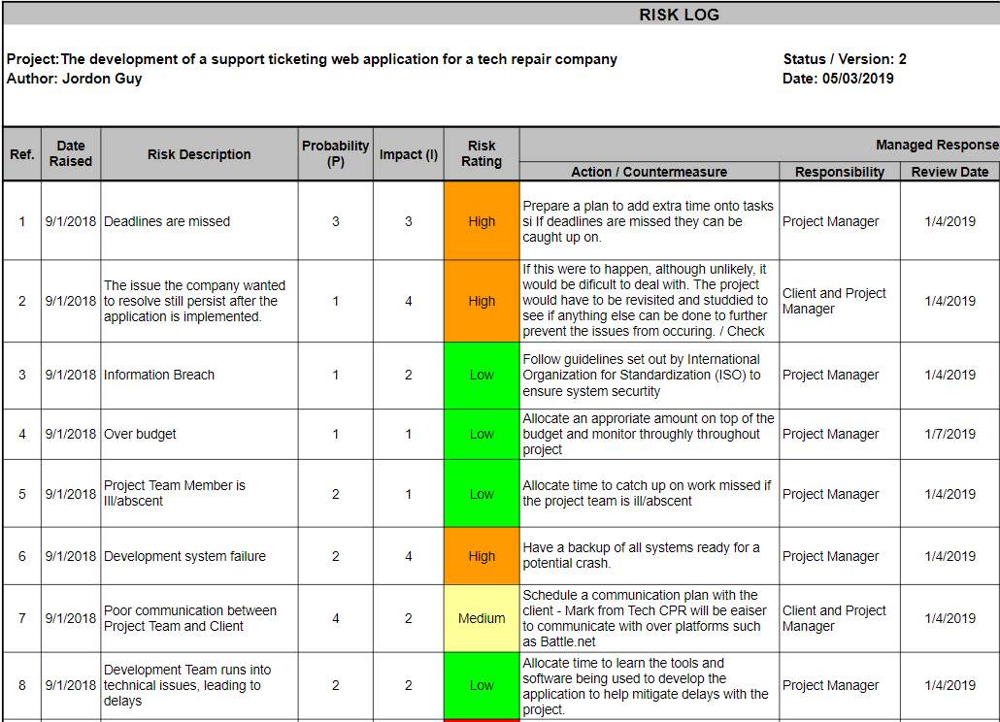 RISK LOG
Project:The development of a support ticketing web application for a tech repair company
Status / Version: 2
Author: Jordon Guy
Date: 05/03/2019
Ref.
Date
Raised
Risk Description
Probability
(P)
Impact (I)
Risk
Rating
Managed Response
Action / Countermeasure
Responsibility
Review Date
1
9/1/2018
Deadlines are missed
3
3
High
Prepare a plan to add extra time onto tasks
si If deadlines are missed they can be
caught up on.
Project Manager
1/4/2019
2
9/1/2018
The issue the company wanted
to resolve still persist after the
application is implemented.
1
4
High
If this were to happen, although unlikely, it
would be dificult to deal with. The project
would have to be revisited and studdied to
see if anything else can be done to further
prevent the issues from occuring. / Check
Client and Project
Manager
1/4/2019
3
9/1/2018
Information Breach
1
2
Low
Follow guidelines set out by International
Organization for Standardization (ISO) to
ensure system securtity
Project Manager
1/4/2019
4
9/1/2018
Over budget
1
1
Low
Allocate an approriate amount on top of the
budget and monitor throughly throughout
project
Project Manager
1/7/2019
5
9/1/2018
Project Team Member is
Ill/abscent
2
1
Low
Allocate time to catch up on work missed if
the project team is ill/abscent
Project Manager
1/4/2019
6
9/1/2018
Development system failure
2
4
High
Have a backup of all systems ready for a
potential crash.
Project Manager
1/4/2019
7
9/1/2018
Poor communication between
Project Team and Client
4
2
Medium
Schedule a communication plan with the
client - Mark from Tech CPR will be eaiser
to communicate with over platforms such
as Battle.net
Client and Project
Manager
1/4/2019
8
9/1/2018
Development Team runs into
technical issues, leading to
delays
2
2
Low
Allocate time to learn the tools and
software being used to develop the
application to help mitigate delays with the
project.
Project Manager
1/4/2019